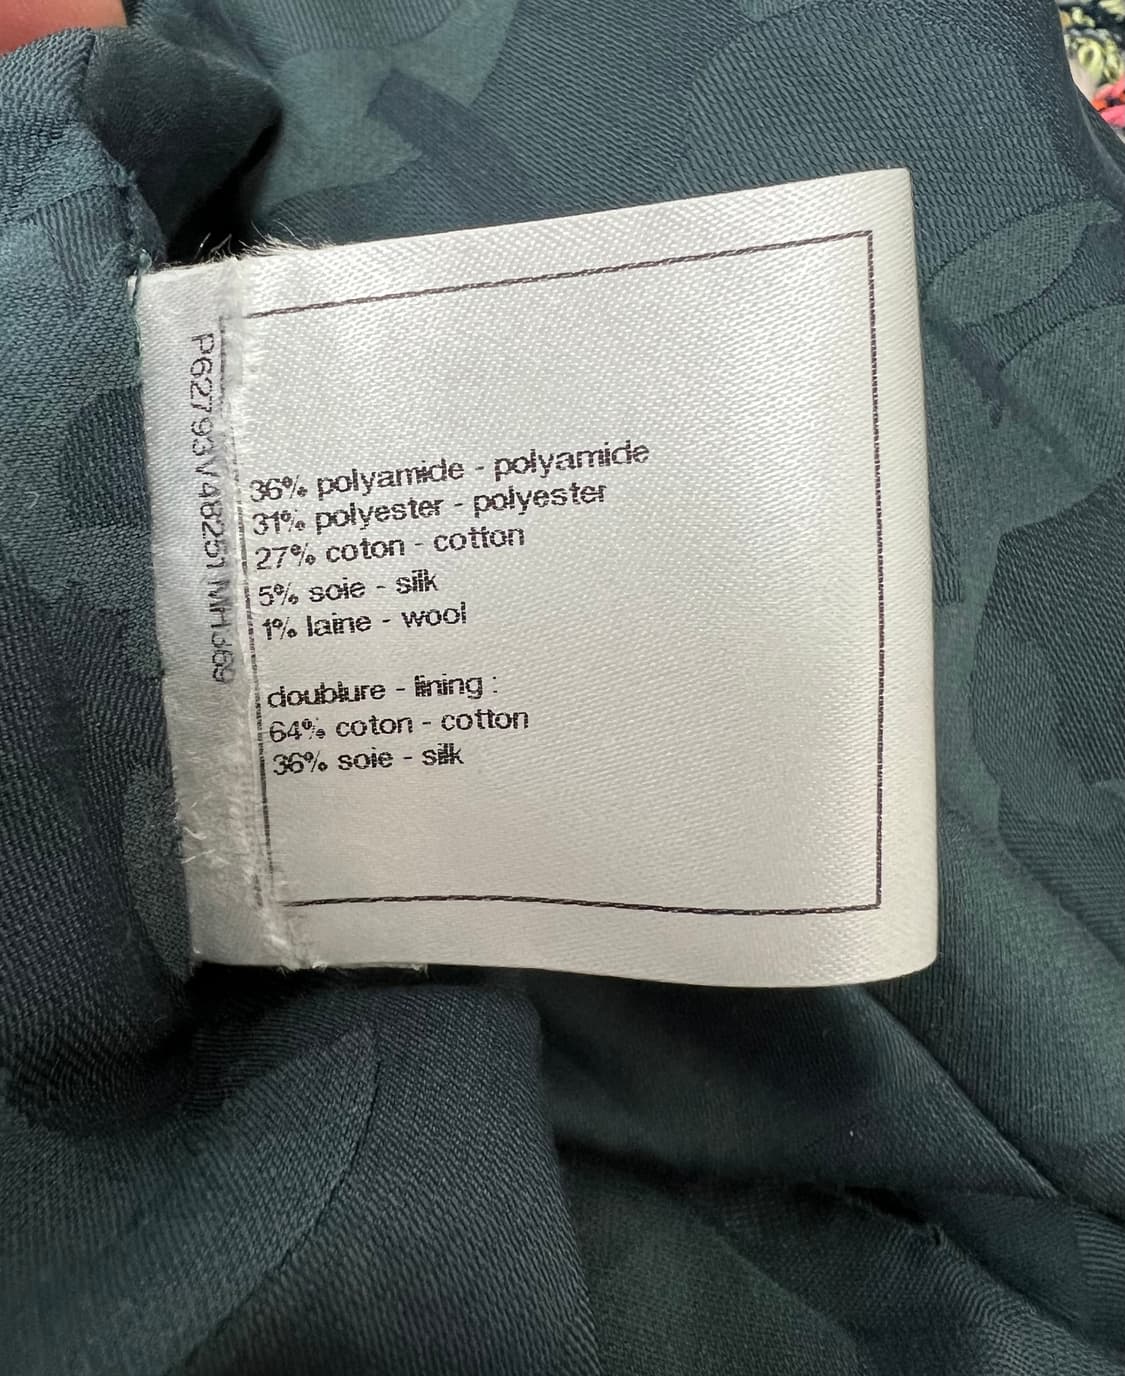 P62793V48251 MH369
36% polyamide - polyamide
31% polyester - polyester
27% coton - cotton
5% soie - silk
1% laine - wool
doublure - lining :
64% coton - cotton
36% soie - silk